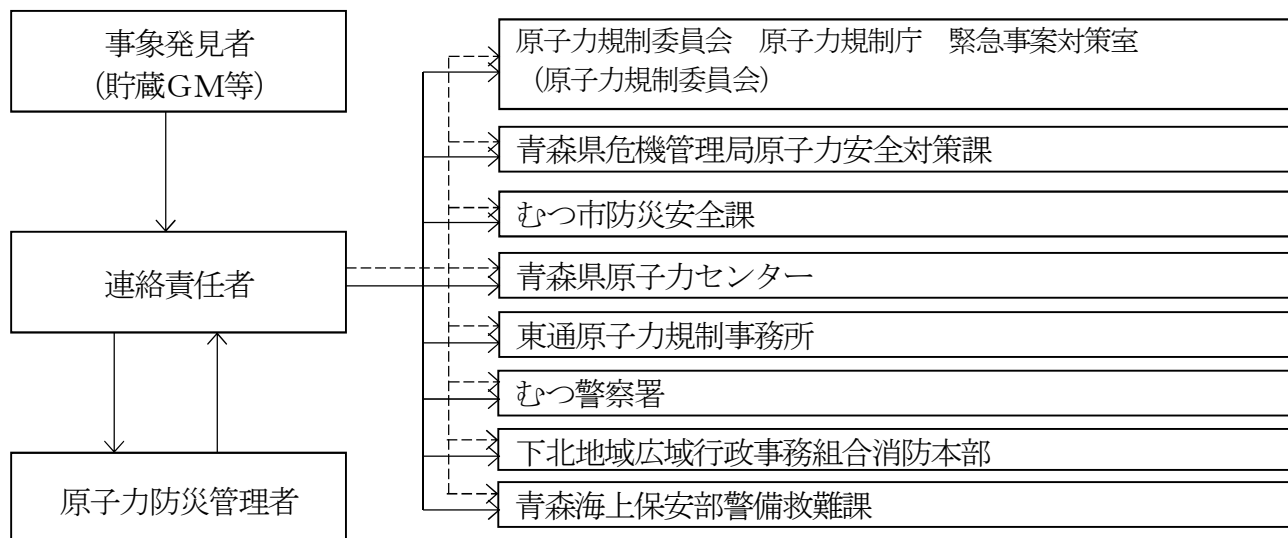 事象発見者
(貯蔵GM等)
連絡責任者
原子力防災管理者
原子力規制委員会　原子力規制庁　緊急事案対策室
(原子力規制委員会)
青森県危機管理局原子力安全対策課
むつ市防災安全課
青森県原子力センター
東通原子力規制事務所
むつ警察署
下北地域広域行政事務組合消防本部
青森海上保安部警備救難課